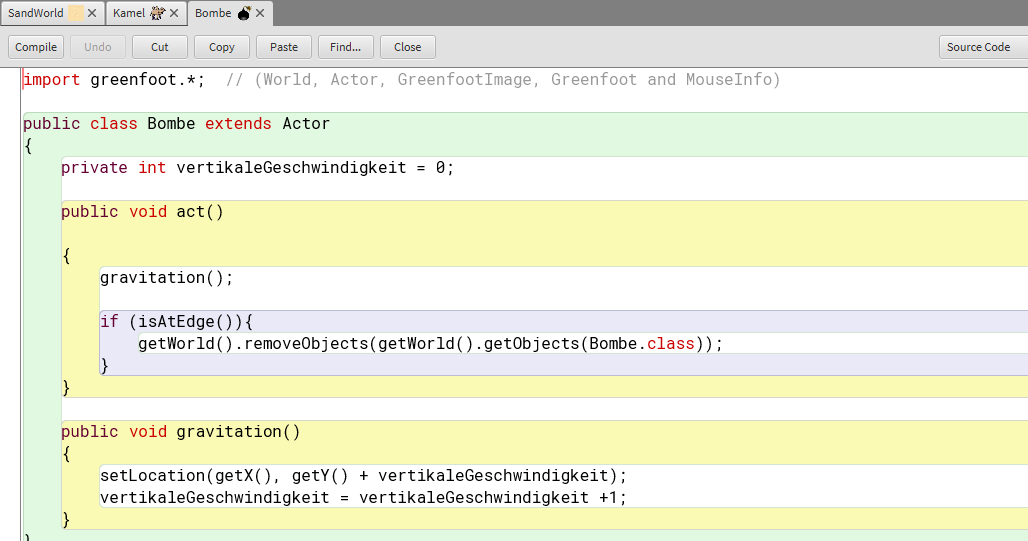 SandWorld Kamel Bombe
Compile Undo Cut Copy Paste Find... Close Source Code
import greenfoot.*;  // (World, Actor, GreenfootImage, Greenfoot and MouseInfo)
public class Bombe extends Actor
{
    private int vertikaleGeschwindigkeit = 0;
    public void act()
    {
        gravitation();
        if (isAtEdge()){
            getWorld().removeObjects(getWorld().getObjects(Bombe.class));
        }
    }
    public void gravitation()
    {
        setLocation(getX(), getY() + vertikaleGeschwindigkeit);
        vertikaleGeschwindigkeit = vertikaleGeschwindigkeit +1;
    }
}